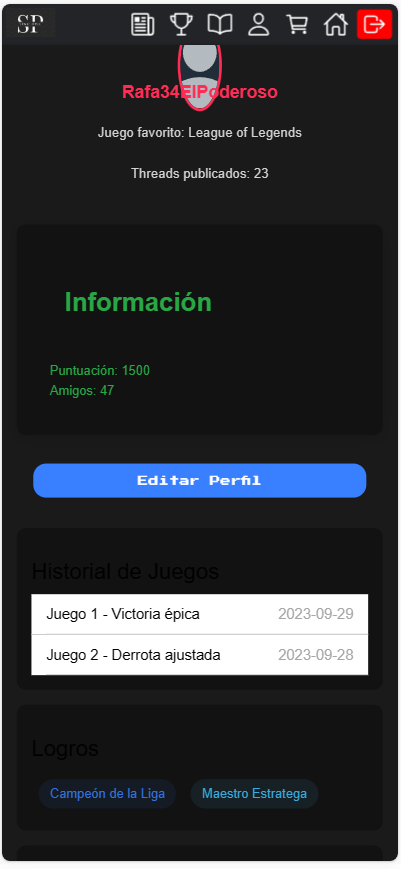 SP
Rafa34ElPoderoso
Juego favorito: League of Legends
Threads publicados: 23
Información
Puntuación: 1500
Amigos: 47
Editar Perfil
Historial de Juegos
Juego 1 - Victoria épica 2023-09-29
Juego 2 - Derrota ajustada 2023-09-28
Logros
Campeón de la Liga Maestro Estratega